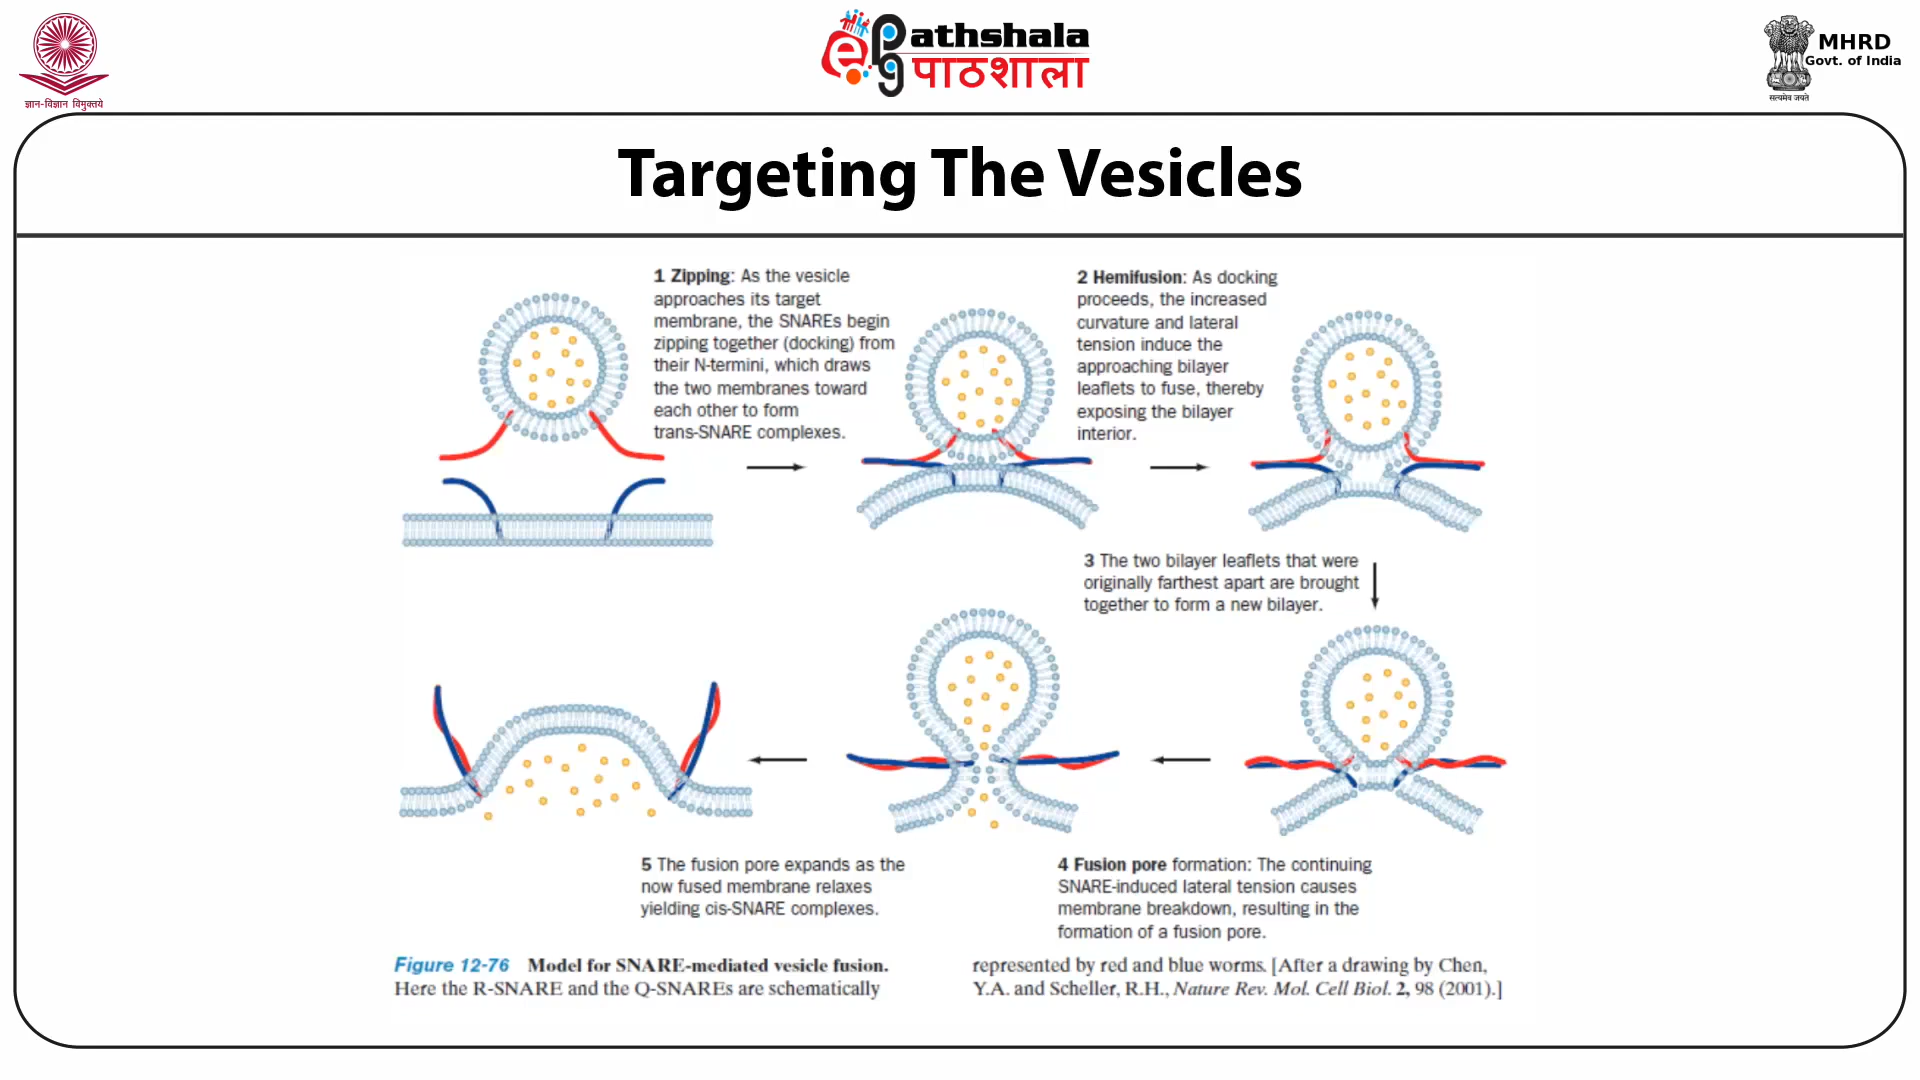 ज्ञान-विज्ञान विमुक्तये
ePathshala
पाठशाला
MHRD
Govt. of India
सत्यमेव जयते
Targeting The Vesicles
1 Zipping: As the vesicle
approaches its target
membrane, the SNAREs begin
zipping together (docking) from
their N-termini, which draws
the two membranes toward
each other to form
trans-SNARE complexes.
2 Hemifusion: As docking
proceeds, the increased
curvature and lateral
tension induce the
approaching bilayer
leaflets to fuse, thereby
exposing the bilayer
interior.
3 The two bilayer leaflets that were
originally farthest apart are brought
together to form a new bilayer.
4 Fusion pore formation: The continuing
SNARE-induced lateral tension causes
membrane breakdown, resulting in the
formation of a fusion pore.
5 The fusion pore expands as the
now fused membrane relaxes
yielding cis-SNARE complexes.
Figure 12-76 Model for SNARE-mediated vesicle fusion.
Here the R-SNARE and the Q-SNAREs are schematically
represented by red and blue worms. [After a drawing by Chen,
Y.A. and Scheller, R.H., Nature Rev. Mol. Cell Biol. 2, 98 (2001).]